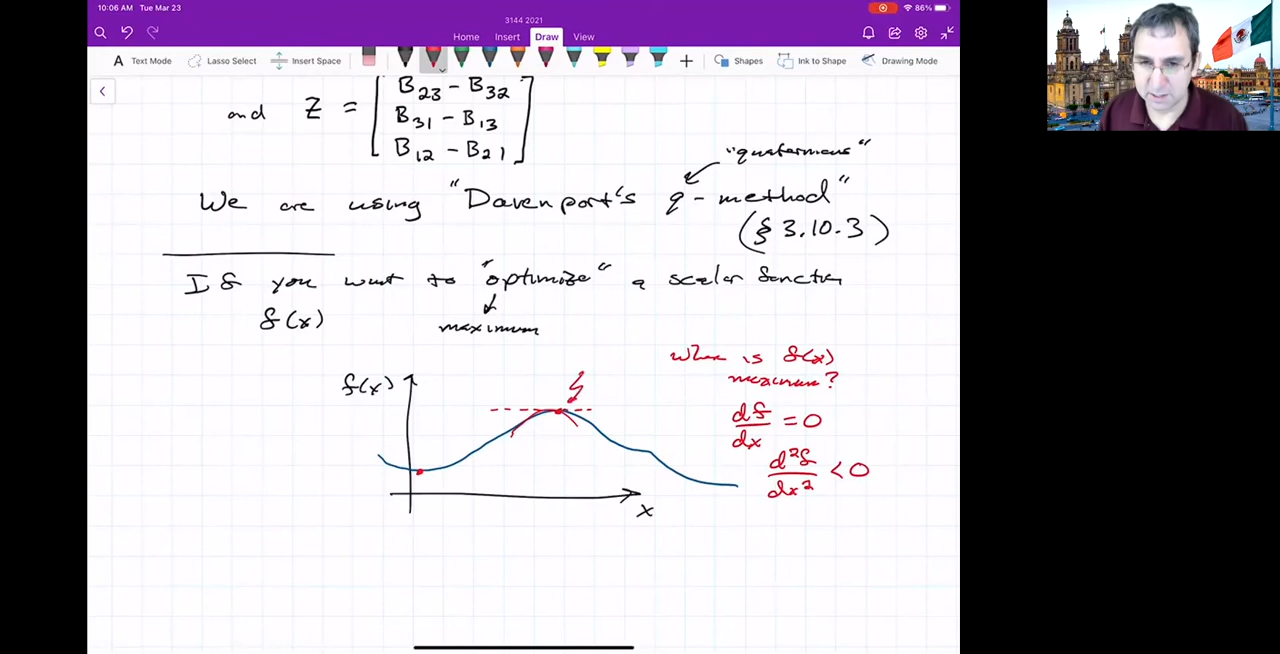 10:06 AM Tue Mar 23
86%
3144 2021
Home Insert Draw View
A Text Mode Lasso Select Insert Space + Shapes Ink to Shape Drawing Mode
and Z = [ B23 - B32
B31 - B13
B12 - B21 ]
"quaternions"
We are using "Davenport's q-method"
(§ 3.10.3)
If you want to "optimize" a scalar function
f(x)
maximum
When is f(x)
maximum?
f(x)
df/dx = 0
d²f/dx² < 0
x